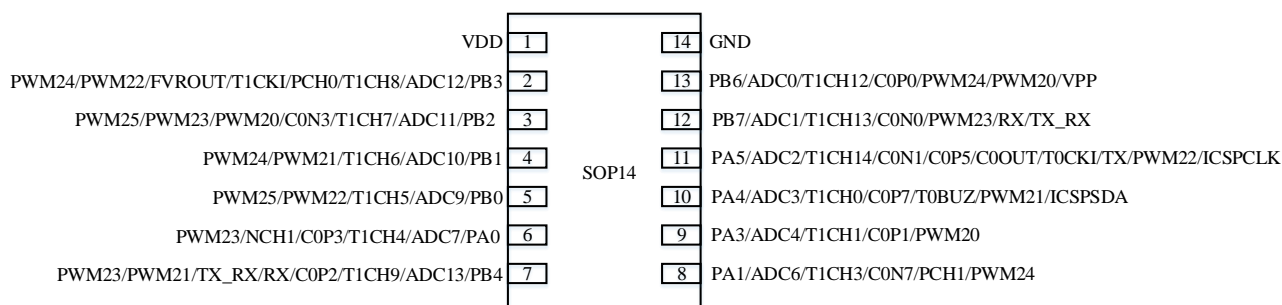 VDD 1 14 GND
PWM24/PWM22/FVROUT/T1CKI/PCH0/T1CH8/ADC12/PB3 2 13 PB6/ADC0/T1CH12/C0P0/PWM24/PWM20/VPP
PWM25/PWM23/PWM20/C0N3/T1CH7/ADC11/PB2 3 12 PB7/ADC1/T1CH13/C0N0/PWM23/RX/TX_RX
PWM24/PWM21/T1CH6/ADC10/PB1 4 11 PA5/ADC2/T1CH14/C0N1/C0P5/C0OUT/T0CKI/TX/PWM22/ICSPCLK
SOP14
PWM25/PWM22/T1CH5/ADC9/PB0 5 10 PA4/ADC3/T1CH0/C0P7/T0BUZ/PWM21/ICSPSDA
PWM23/NCH1/C0P3/T1CH4/ADC7/PA0 6 9 PA3/ADC4/T1CH1/C0P1/PWM20
PWM23/PWM21/TX_RX/RX/C0P2/T1CH9/ADC13/PB4 7 8 PA1/ADC6/T1CH3/C0N7/PCH1/PWM24